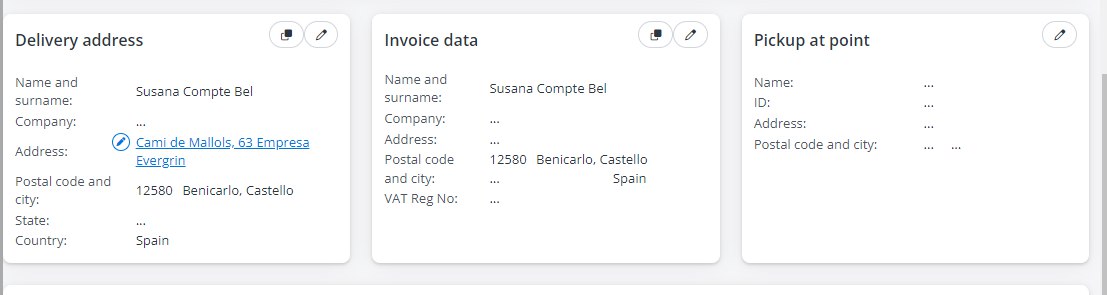 Delivery address
Name and
surname:
Susana Compte Bel
Company:
...
Address:
Cami de Mallols, 63 Empresa
Evergrin
Postal code and
city:
12580 Benicarlo, Castello
State:
...
Country:
Spain
Invoice data
Name and
surname:
Susana Compte Bel
Company:
...
Address:
...
Postal code
and city:
12580 Benicarlo, Castello
... Spain
VAT Reg No:
...
Pickup at point
Name:
...
ID:
...
Address:
...
Postal code and city:
... ...